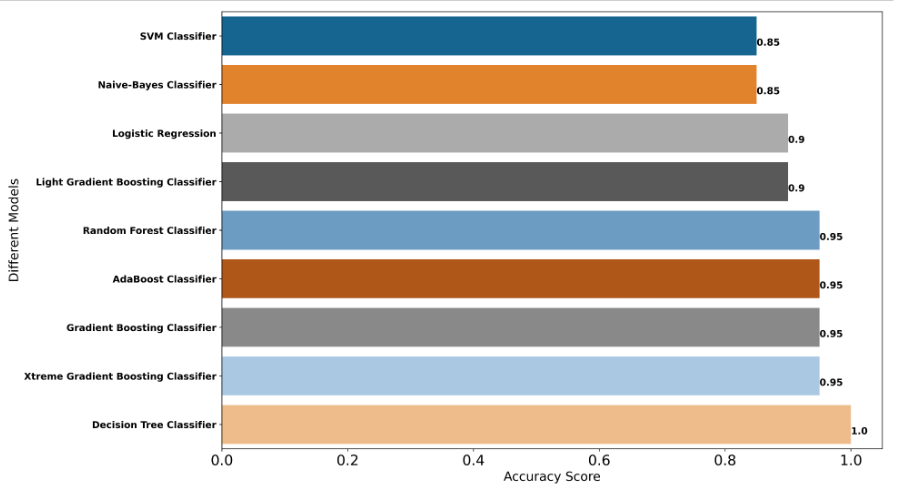 SVM Classifier
0.85
Naive-Bayes Classifier
0.85
Logistic Regression
0.9
Light Gradient Boosting Classifier
0.9
Random Forest Classifier
0.95
AdaBoost Classifier
0.95
Gradient Boosting Classifier
0.95
Xtreme Gradient Boosting Classifier
0.95
Decision Tree Classifier
1.0
Different Models
0.0 0.2 0.4 0.6 0.8 1.0
Accuracy Score